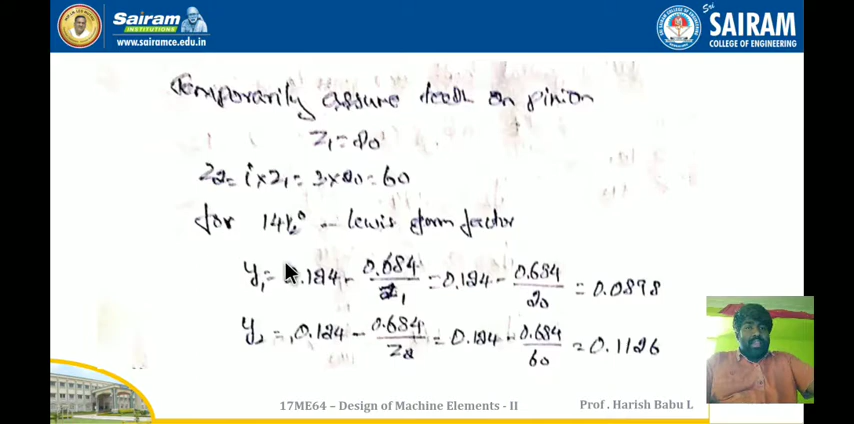 Sairam
INSTITUTIONS
www.sairamce.edu.in
Sri
SAIRAM
COLLEGE OF ENGINEERING
Temporarily assume teeth on pinion
Z1 = 20
Z2 = i × Z1 = 3 × 20 = 60
for 14½° - Lewis form factor
y1 = 0.124 - 0.684/Z1 = 0.124 - 0.684/20 = 0.0898
y2 = 0.124 - 0.684/Z2 = 0.124 - 0.684/60 = 0.1126
17ME64 – Design of Machine Elements - II
Prof . Harish Babu L